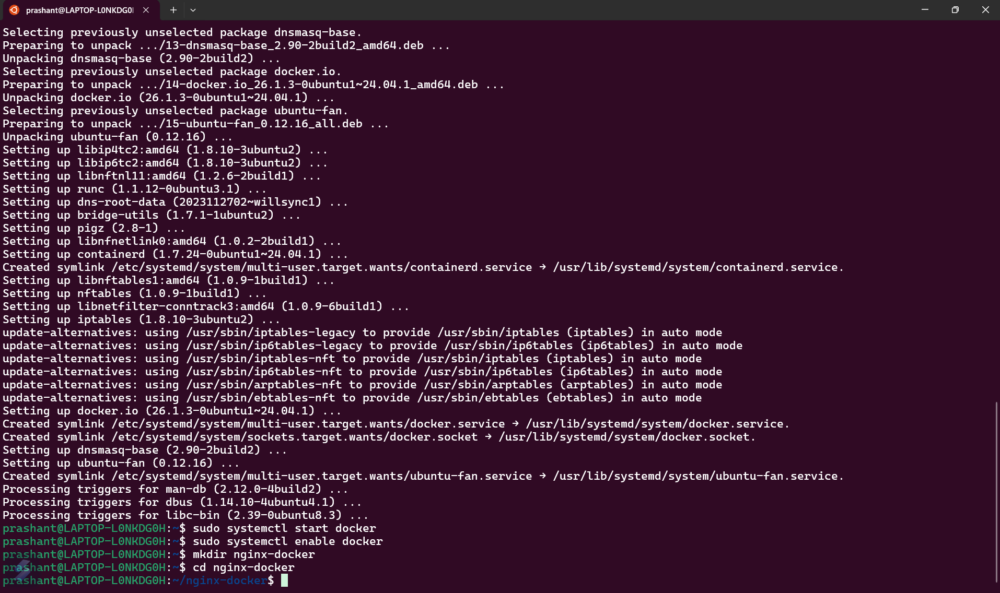 prashant@LAPTOP-L0NKDG0I
Selecting previously unselected package dnsmasq-base.
Preparing to unpack .../13-dnsmasq-base_2.90-2build2_amd64.deb ...
Unpacking dnsmasq-base (2.90-2build2) ...
Selecting previously unselected package docker.io.
Preparing to unpack .../14-docker.io_26.1.3-0ubuntu1~24.04.1_amd64.deb ...
Unpacking docker.io (26.1.3-0ubuntu1~24.04.1) ...
Selecting previously unselected package ubuntu-fan.
Preparing to unpack .../15-ubuntu-fan_0.12.16_all.deb ...
Unpacking ubuntu-fan (0.12.16) ...
Setting up libip4tc2:amd64 (1.8.10-3ubuntu2) ...
Setting up libip6tc2:amd64 (1.8.10-3ubuntu2) ...
Setting up libnftnl11:amd64 (1.2.6-2build1) ...
Setting up runc (1.1.12-0ubuntu3.1) ...
Setting up dns-root-data (2023112702~willsync1) ...
Setting up bridge-utils (1.7.1-1ubuntu2) ...
Setting up pigz (2.8-1) ...
Setting up libnfnetlink0:amd64 (1.0.2-2build1) ...
Setting up containerd (1.7.24-0ubuntu1~24.04.1) ...
Created symlink /etc/systemd/system/multi-user.target.wants/containerd.service → /usr/lib/systemd/system/containerd.service.
Setting up libnftables1:amd64 (1.0.9-1build1) ...
Setting up nftables (1.0.9-1build1) ...
Setting up libnetfilter-conntrack3:amd64 (1.0.9-6build1) ...
Setting up iptables (1.8.10-3ubuntu2) ...
update-alternatives: using /usr/sbin/iptables-legacy to provide /usr/sbin/iptables (iptables) in auto mode
update-alternatives: using /usr/sbin/ip6tables-legacy to provide /usr/sbin/ip6tables (ip6tables) in auto mode
update-alternatives: using /usr/sbin/iptables-nft to provide /usr/sbin/iptables (iptables) in auto mode
update-alternatives: using /usr/sbin/ip6tables-nft to provide /usr/sbin/ip6tables (ip6tables) in auto mode
update-alternatives: using /usr/sbin/arptables-nft to provide /usr/sbin/arptables (arptables) in auto mode
update-alternatives: using /usr/sbin/ebtables-nft to provide /usr/sbin/ebtables (ebtables) in auto mode
Setting up docker.io (26.1.3-0ubuntu1~24.04.1) ...
Created symlink /etc/systemd/system/multi-user.target.wants/docker.service → /usr/lib/systemd/system/docker.service.
Created symlink /etc/systemd/system/sockets.target.wants/docker.socket → /usr/lib/systemd/system/docker.socket.
Setting up dnsmasq-base (2.90-2build2) ...
Setting up ubuntu-fan (0.12.16) ...
Created symlink /etc/systemd/system/multi-user.target.wants/ubuntu-fan.service → /usr/lib/systemd/system/ubuntu-fan.service.
Processing triggers for man-db (2.12.0-4build2) ...
Processing triggers for dbus (1.14.10-4ubuntu4.1) ...
Processing triggers for libc-bin (2.39-0ubuntu8.3) ...
prashant@LAPTOP-L0NKDG0H:~$ sudo systemctl start docker
prashant@LAPTOP-L0NKDG0H:~$ sudo systemctl enable docker
prashant@LAPTOP-L0NKDG0H:~$ mkdir nginx-docker
prashant@LAPTOP-L0NKDG0H:~$ cd nginx-docker
prashant@LAPTOP-L0NKDG0H:~/nginx-docker$